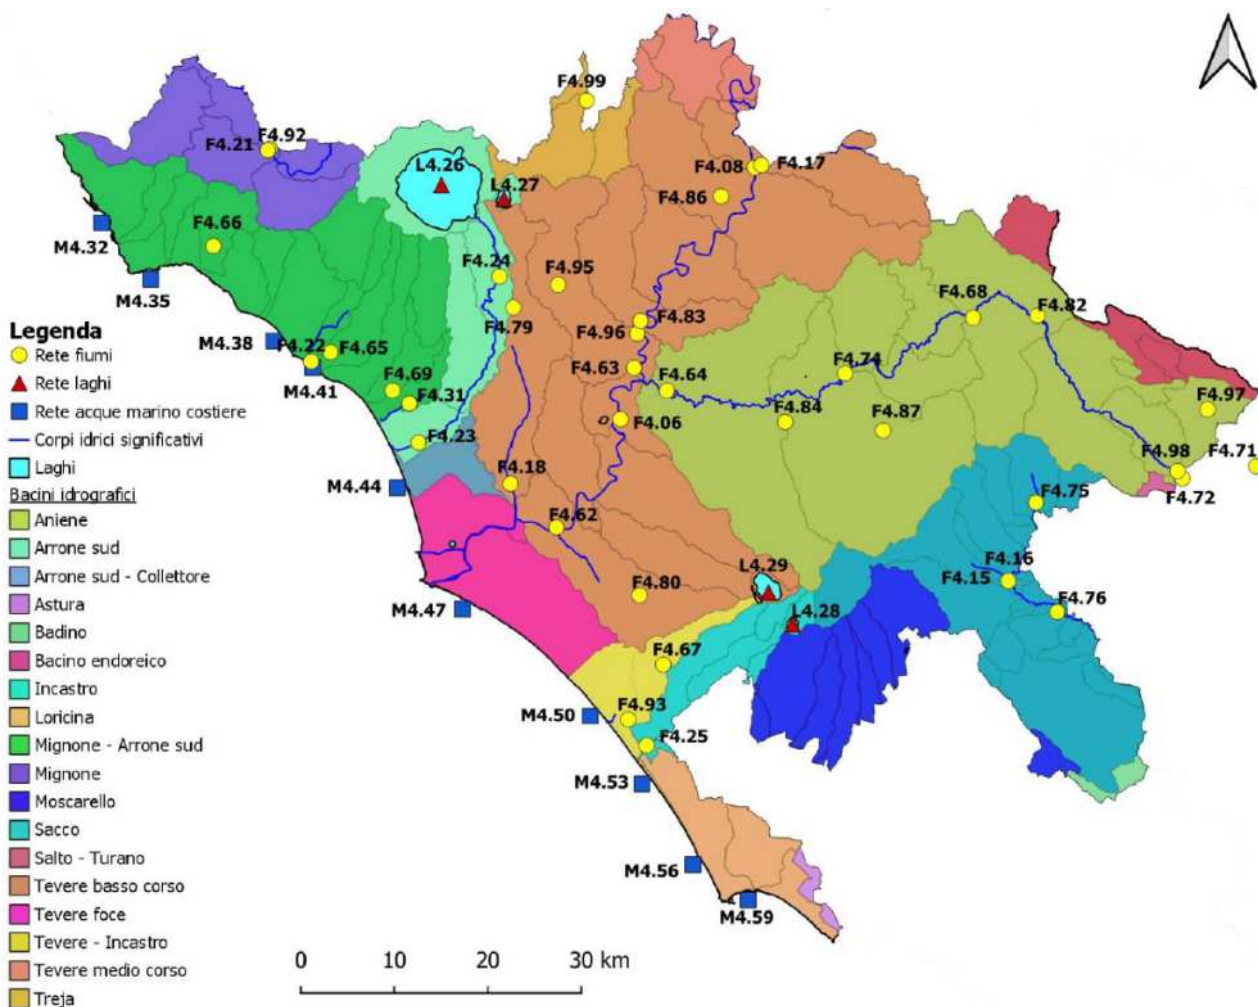 F4.99
F4.21
F4.92
L4.26
L4.27
F4.08
F4.17
F4.86
M4.32
F4.66
M4.35
F4.24
F4.95
F4.68
F4.82
F4.79
F4.83
F4.96
M4.38
F4.22
F4.65
M4.41
F4.63
F4.64
F4.74
F4.69
F4.31
F4.06
F4.84
F4.87
F4.97
F4.23
F4.98
F4.71
F4.72
M4.44
F4.18
F4.75
F4.62
L4.29
F4.16
F4.15
F4.80
F4.76
M4.47
L4.28
F4.67
M4.50
F4.93
F4.25
M4.53
M4.56
M4.59
Legenda
Rete fiumi
Rete laghi
Rete acque marino costiere
Corpi idrici significativi
Laghi
Bacini idrografici
Aniene
Arrone sud
Arrone sud - Collettore
Astura
Badino
Bacino endoreico
Incastro
Loricina
Mignone - Arrone sud
Mignone
Moscarello
Sacco
Salto - Turano
Tevere basso corso
Tevere foce
Tevere - Incastro
Tevere medio corso
Treja
0 10 20 30 km